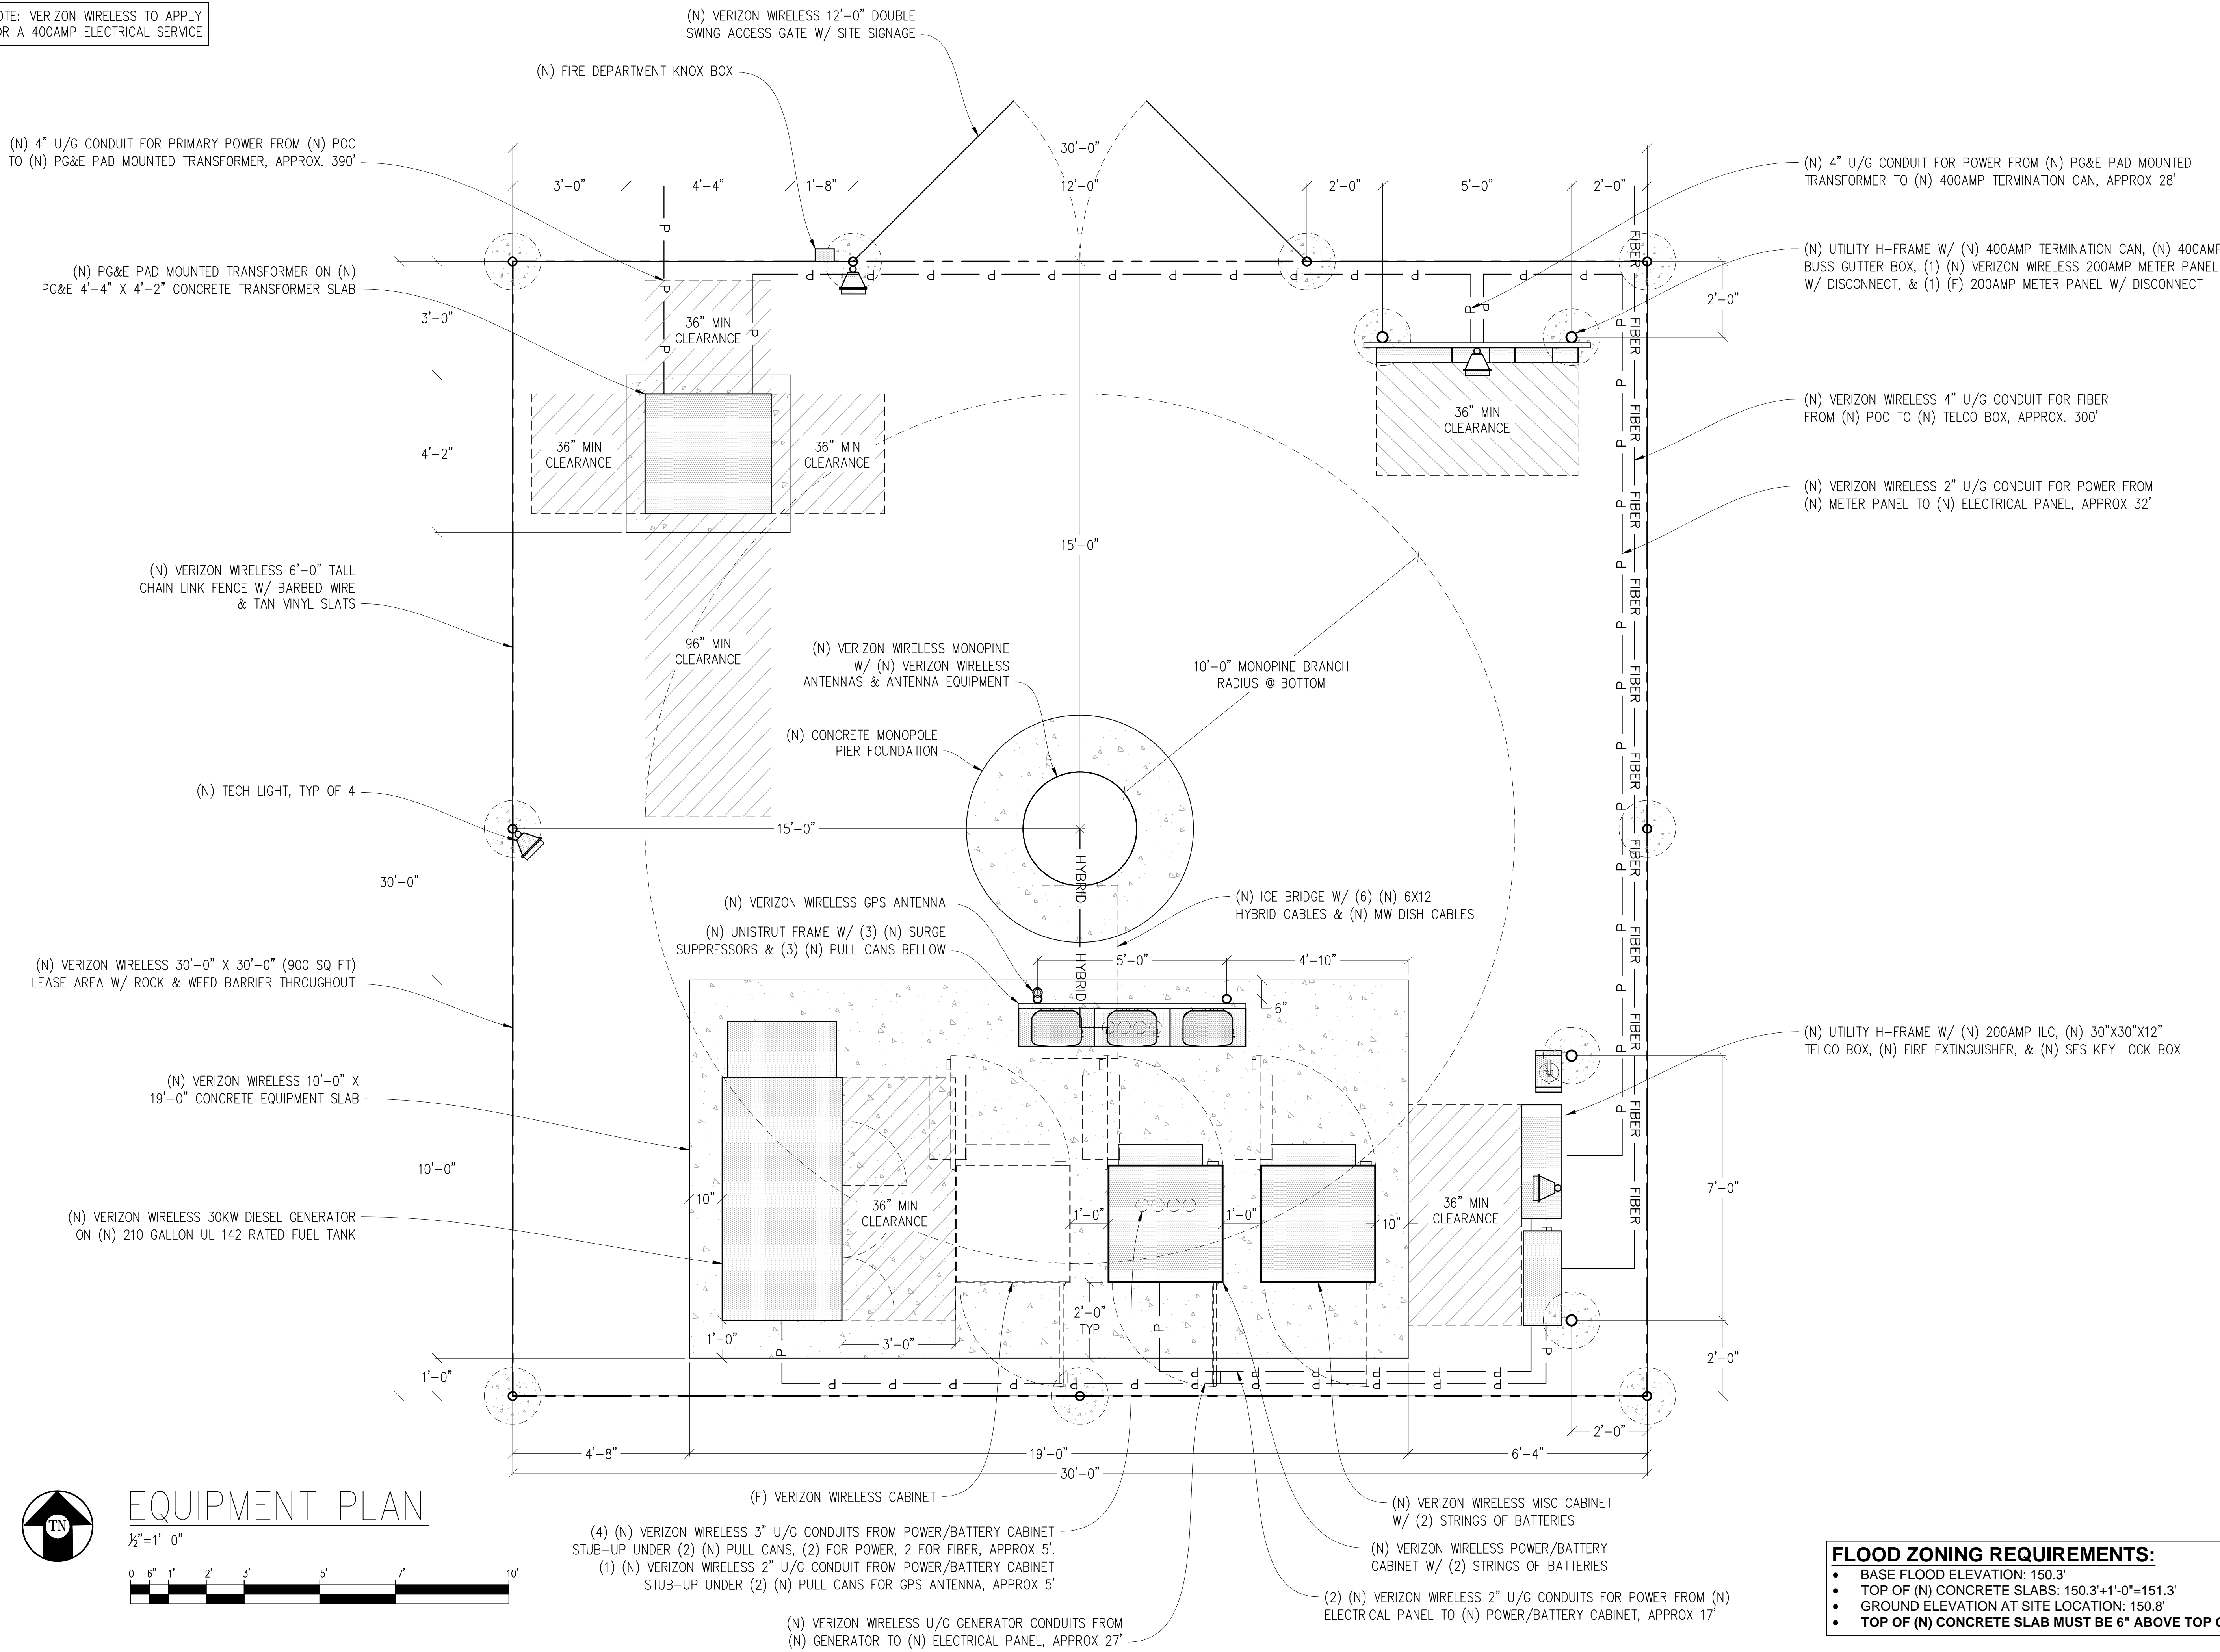 OTE: VERIZON WIRELESS TO APPLY
OR A 400AMP ELECTRICAL SERVICE
(N) VERIZON WIRELESS 12'-0" DOUBLE
SWING ACCESS GATE W/ SITE SIGNAGE
(N) FIRE DEPARTMENT KNOX BOX
(N) 4" U/G CONDUIT FOR PRIMARY POWER FROM (N) POC
TO (N) PG&E PAD MOUNTED TRANSFORMER, APPROX. 390'
(N) PG&E PAD MOUNTED TRANSFORMER ON (N)
PG&E 4'-4" X 4'-2" CONCRETE TRANSFORMER SLAB
(N) VERIZON WIRELESS 6'-0" TALL
CHAIN LINK FENCE W/ BARBED WIRE
& TAN VINYL SLATS
(N) TECH LIGHT, TYP OF 4
(N) VERIZON WIRELESS 30'-0" X 30'-0" (900 SQ FT)
LEASE AREA W/ ROCK & WEED BARRIER THROUGHOUT
(N) VERIZON WIRELESS 10'-0" X
19'-0" CONCRETE EQUIPMENT SLAB
(N) VERIZON WIRELESS 30KW DIESEL GENERATOR
ON (N) 210 GALLON UL 142 RATED FUEL TANK
30'-0"
3'-0"
4'-4"
1'-8"
12'-0"
2'-0"
5'-0"
2'-0"
3'-0"
4'-2"
30'-0"
10'-0"
1'-0"
36" MIN
CLEARANCE
36" MIN
CLEARANCE
36" MIN
CLEARANCE
96" MIN
CLEARANCE
36" MIN
CLEARANCE
15'-0"
15'-0"
(N) VERIZON WIRELESS MONOPINE
W/ (N) VERIZON WIRELESS
ANTENNAS & ANTENNA EQUIPMENT
10'-0" MONOPINE BRANCH
RADIUS @ BOTTOM
(N) CONCRETE MONOPOLE
PIER FOUNDATION
HYBRID
HYBRID
(N) VERIZON WIRELESS GPS ANTENNA
(N) UNISTRUT FRAME W/ (3) (N) SURGE
SUPPRESSORS & (3) (N) PULL CANS BELLOW
(N) ICE BRIDGE W/ (6) (N) 6X12
HYBRID CABLES & (N) MW DISH CABLES
5'-0"
4'-10"
6"
10"
36" MIN
CLEARANCE
1'-0"
1'-0"
10"
36" MIN
CLEARANCE
1'-0"
3'-0"
2'-0"
TYP
(N) 4" U/G CONDUIT FOR POWER FROM (N) PG&E PAD MOUNTED
TRANSFORMER TO (N) 400AMP TERMINATION CAN, APPROX 28'
(N) UTILITY H-FRAME W/ (N) 400AMP TERMINATION CAN, (N) 400AMP
BUSS GUTTER BOX, (1) (N) VERIZON WIRELESS 200AMP METER PANEL
W/ DISCONNECT, & (1) (F) 200AMP METER PANEL W/ DISCONNECT
2'-0"
(N) VERIZON WIRELESS 4" U/G CONDUIT FOR FIBER
FROM (N) POC TO (N) TELCO BOX, APPROX. 300'
(N) VERIZON WIRELESS 2" U/G CONDUIT FOR POWER FROM
(N) METER PANEL TO (N) ELECTRICAL PANEL, APPROX 32'
FIBER
FIBER
FIBER
FIBER
FIBER
FIBER
FIBER
FIBER
FIBER
FIBER
FIBER
FIBER
(N) UTILITY H-FRAME W/ (N) 200AMP ILC, (N) 30"X30"X12"
TELCO BOX, (N) FIRE EXTINGUISHER, & (N) SES KEY LOCK BOX
7'-0"
2'-0"
2'-0"
4'-8"
19'-0"
6'-4"
30'-0"
(F) VERIZON WIRELESS CABINET
(4) (N) VERIZON WIRELESS 3" U/G CONDUITS FROM POWER/BATTERY CABINET
STUB-UP UNDER (2) (N) PULL CANS, (2) FOR POWER, 2 FOR FIBER, APPROX 5'.
(1) (N) VERIZON WIRELESS 2" U/G CONDUIT FROM POWER/BATTERY CABINET
STUB-UP UNDER (2) (N) PULL CANS FOR GPS ANTENNA, APPROX 5'
(N) VERIZON WIRELESS U/G GENERATOR CONDUITS FROM
(N) GENERATOR TO (N) ELECTRICAL PANEL, APPROX 27'
(N) VERIZON WIRELESS MISC CABINET
W/ (2) STRINGS OF BATTERIES
(N) VERIZON WIRELESS POWER/BATTERY
CABINET W/ (2) STRINGS OF BATTERIES
(2) (N) VERIZON WIRELESS 2" U/G CONDUITS FOR POWER FROM (N)
ELECTRICAL PANEL TO (N) POWER/BATTERY CABINET, APPROX 17'
TN
EQUIPMENT PLAN
½"=1'-0"
0 6" 1' 2' 3' 5' 7' 10'
FLOOD ZONING REQUIREMENTS:
• BASE FLOOD ELEVATION: 150.3'
• TOP OF (N) CONCRETE SLABS: 150.3'+1'-0"=151.3'
• GROUND ELEVATION AT SITE LOCATION: 150.8'
• TOP OF (N) CONCRETE SLAB MUST BE 6" ABOVE TOP